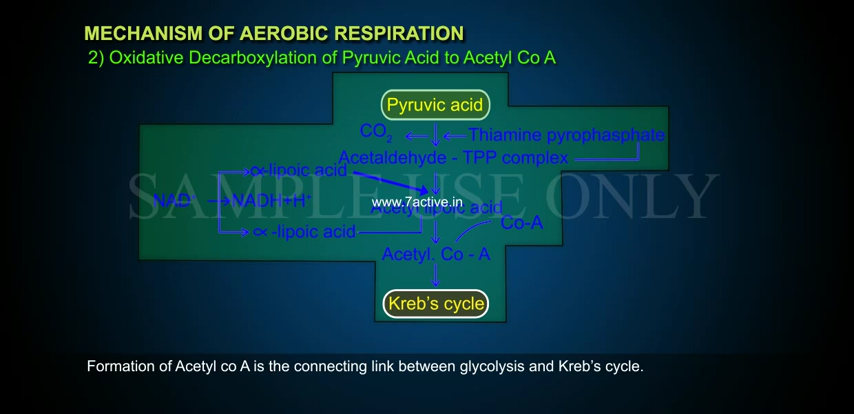 MECHANISM OF AEROBIC RESPIRATION
2) Oxidative Decarboxylation of Pyruvic Acid to Acetyl Co A
Pyruvic acid
CO2
Thiamine pyrophasphate
Acetaldehyde - TPP complex
∝-lipoic acid
SAMPLE USE ONLY
NAD+ NADH+H+
www.7active.in
Acetyl lipoic acid
Co-A
∝ -lipoic acid
Acetyl. Co - A
Kreb's cycle
Formation of Acetyl co A is the connecting link between glycolysis and Kreb's cycle.